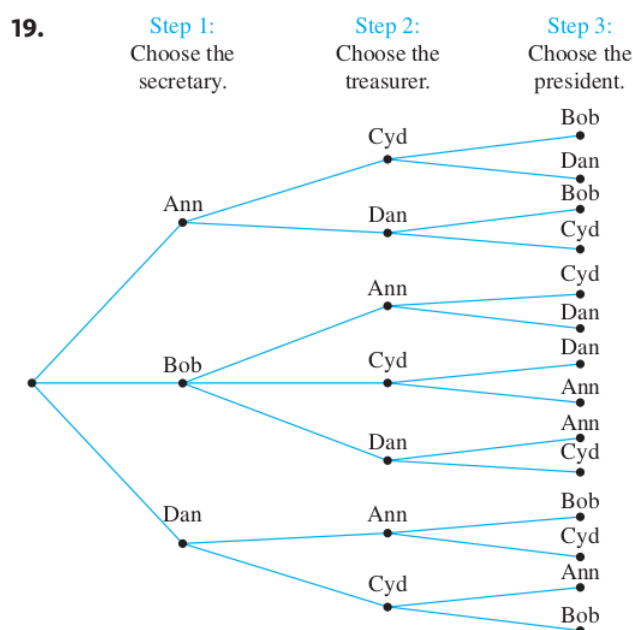 19.
Step 1:
Choose the
secretary.
Step 2:
Choose the
treasurer.
Step 3:
Choose the
president.
Ann
Cyd
Bob
Dan
Dan
Bob
Cyd
Bob
Ann
Cyd
Dan
Cyd
Dan
Ann
Dan
Ann
Cyd
Dan
Ann
Bob
Cyd
Cyd
Ann
Bob